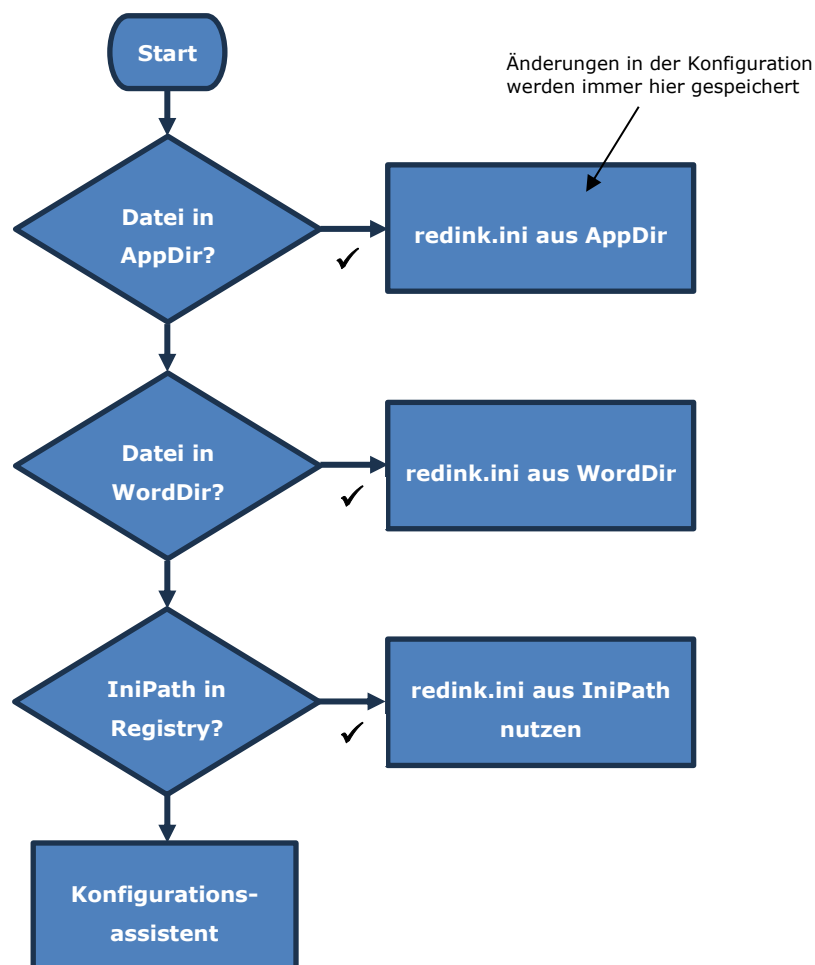 Start
Änderungen in der Konfiguration
werden immer hier gespeichert
Datei in
AppDir?
✓
redink.ini aus AppDir
Datei in
WordDir?
✓
redink.ini aus WordDir
IniPath in
Registry?
✓
redink.ini aus IniPath
nutzen
Konfigurations-
assistent